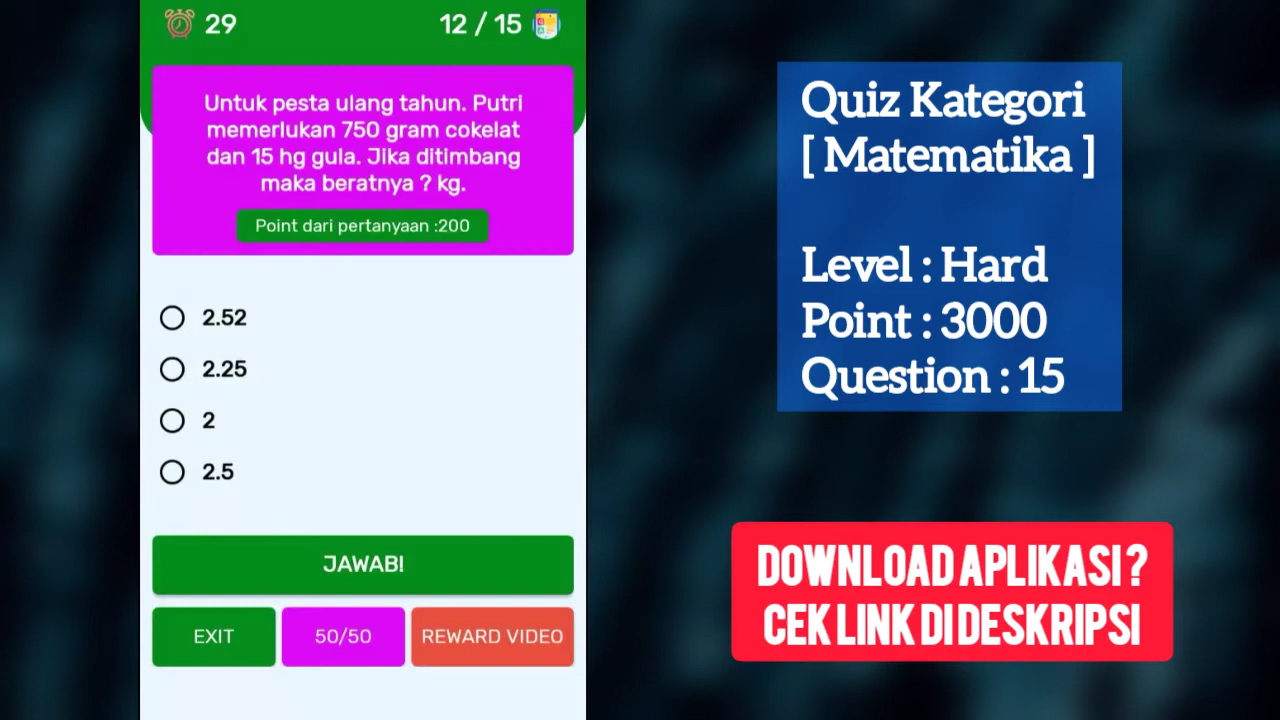 29
12 / 15
Untuk pesta ulang tahun. Putri
memerlukan 750 gram cokelat
dan 15 hg gula. Jika ditimbang
maka beratnya ? kg.
Point dari pertanyaan :200
2.52
2.25
2
2.5
JAWAB!
EXIT
50/50
REWARD VIDEO
Quiz Kategori
[ Matematika ]
Level : Hard
Point : 3000
Question : 15
DOWNLOAD APLIKASI ?
CEK LINK DI DESKRIPSI